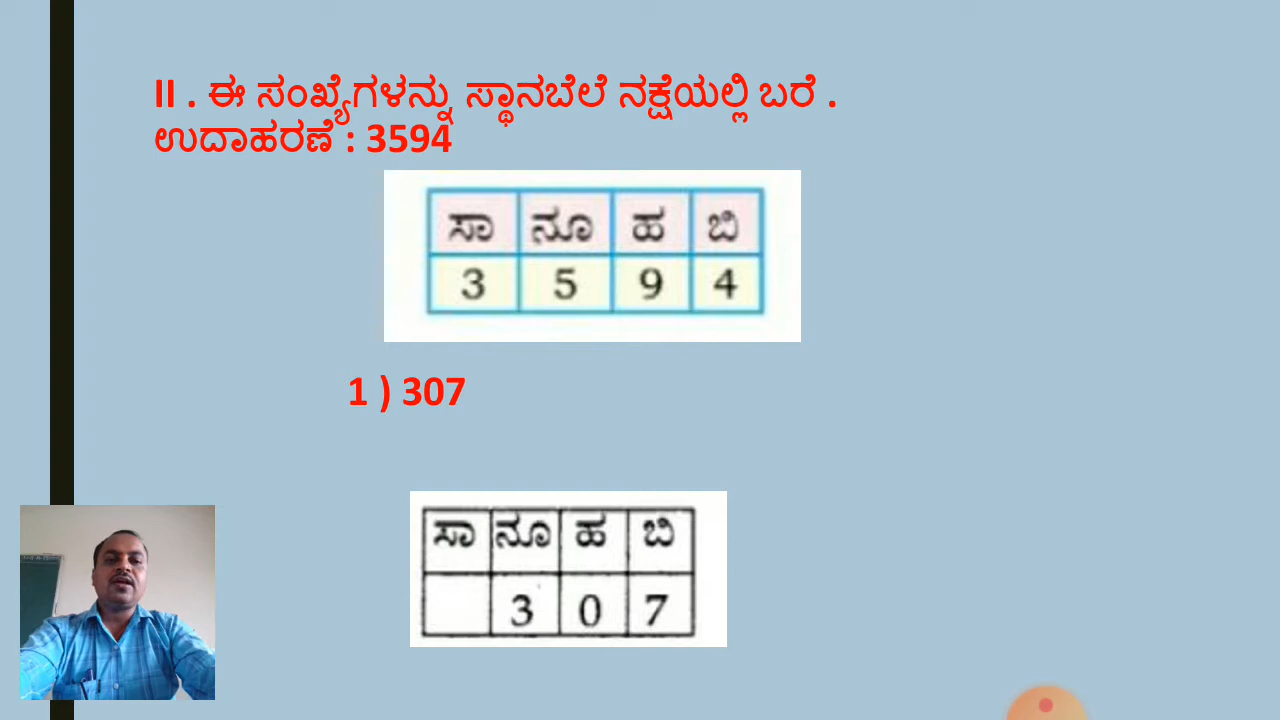 II . ಈ ಸಂಖ್ಯೆಗಳನ್ನು ಸ್ಥಾನಬೆಲೆ ನಕ್ಷೆಯಲ್ಲಿ ಬರೆ .
ಉದಾಹರಣೆ : 3594
ಸಾ ನೂ ಹ ಬಿ
3 5 9 4
1 ) 307
ಸಾ ನೂ ಹ ಬಿ
3 0 7